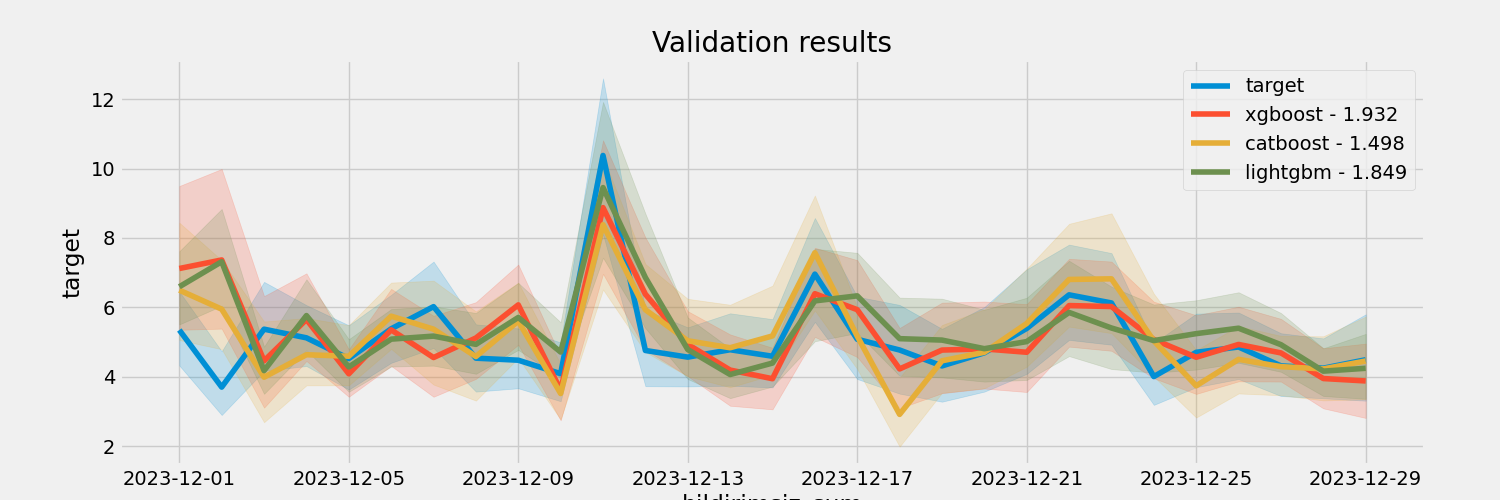 Validation results
target
12
10
8
6
4
2
target
xgboost - 1.932
catboost - 1.498
lightgbm - 1.849
2023-12-01 2023-12-05 2023-12-09 2023-12-13 2023-12-17 2023-12-21 2023-12-25 2023-12-29